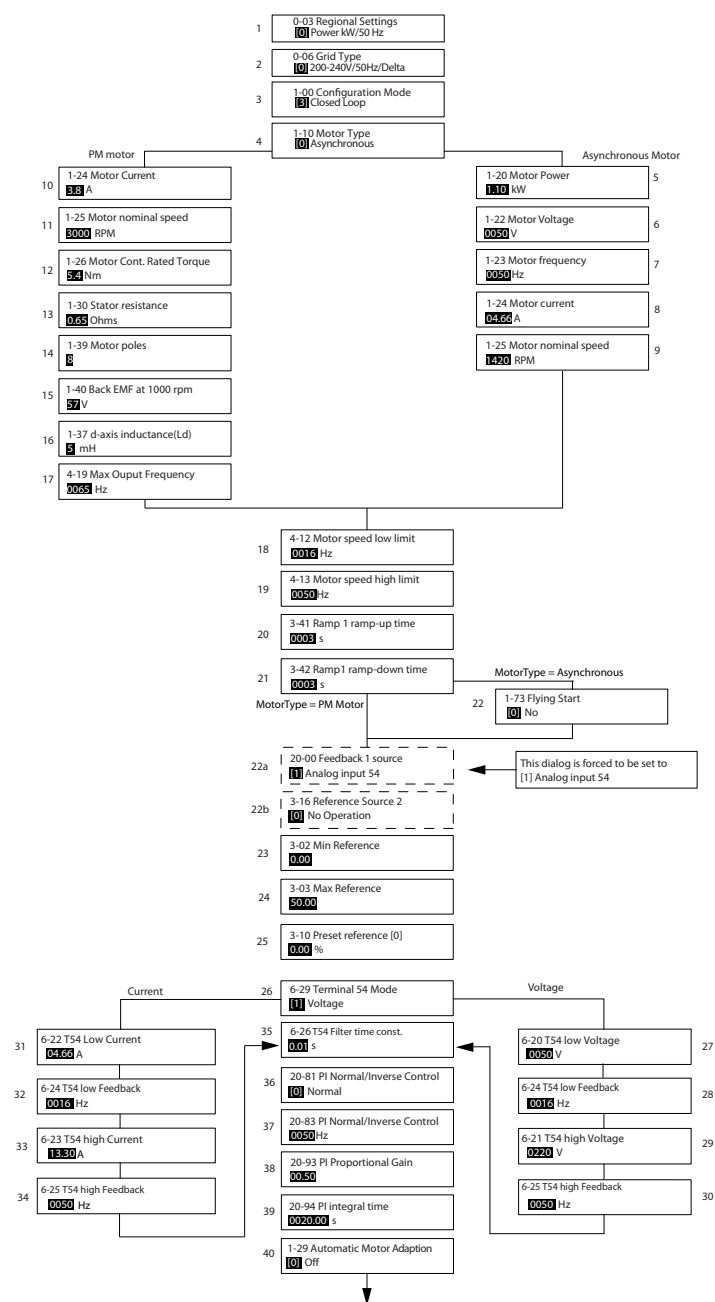 1
0-03 Regional Settings
[0] Power kW/50 Hz
2
0-06 Grid Type
[0] 200-240V/50Hz/Delta
3
1-00 Configuration Mode
[3] Closed Loop
4
1-10 Motor Type
[0] Asynchronous
PM motor
Asynchronous Motor
10
1-24 Motor Current
3.8 A
11
1-25 Motor nominal speed
3000 RPM
12
1-26 Motor Cont. Rated Torque
5.4 Nm
13
1-30 Stator resistance
0.65 Ohms
14
1-39 Motor poles
8
15
1-40 Back EMF at 1000 rpm
57 V
16
1-37 d-axis inductance(Ld)
5 mH
17
4-19 Max Ouput Frequency
0065 Hz
1-20 Motor Power
1.10 kW
5
1-22 Motor Voltage
0050 V
6
1-23 Motor frequency
0050 Hz
7
1-24 Motor current
04.66 A
8
1-25 Motor nominal speed
1420 RPM
9
18
4-12 Motor speed low limit
0016 Hz
19
4-13 Motor speed high limit
0050 Hz
20
3-41 Ramp 1 ramp-up time
0003 s
21
3-42 Ramp1 ramp-down time
0003 s
MotorType = Asynchronous
MotorType = PM Motor
22
1-73 Flying Start
[0] No
22a
20-00 Feedback 1 source
[1] Analog input 54
This dialog is forced to be set to
[1] Analog input 54
22b
3-16 Reference Source 2
[0] No Operation
23
3-02 Min Reference
0.00
24
3-03 Max Reference
50.00
25
3-10 Preset reference [0]
0.00 %
Current
26
6-29 Terminal 54 Mode
[1] Voltage
Voltage
31
6-22 T54 Low Current
04.66 A
32
6-24 T54 low Feedback
0016 Hz
33
6-23 T54 high Current
13.30 A
34
6-25 T54 high Feedback
0050 Hz
35
6-26 T54 Filter time const.
0.01 s
36
20-81 PI Normal/Inverse Control
[0] Normal
37
20-83 PI Normal/Inverse Control
0050 Hz
38
20-93 PI Proportional Gain
00.50
39
20-94 PI integral time
0020.00 s
40
1-29 Automatic Motor Adaption
[0] Off
6-20 T54 low Voltage
0050 V
27
6-24 T54 low Feedback
0016 Hz
28
6-21 T54 high Voltage
0220 V
29
6-25 T54 high Feedback
0050 Hz
30